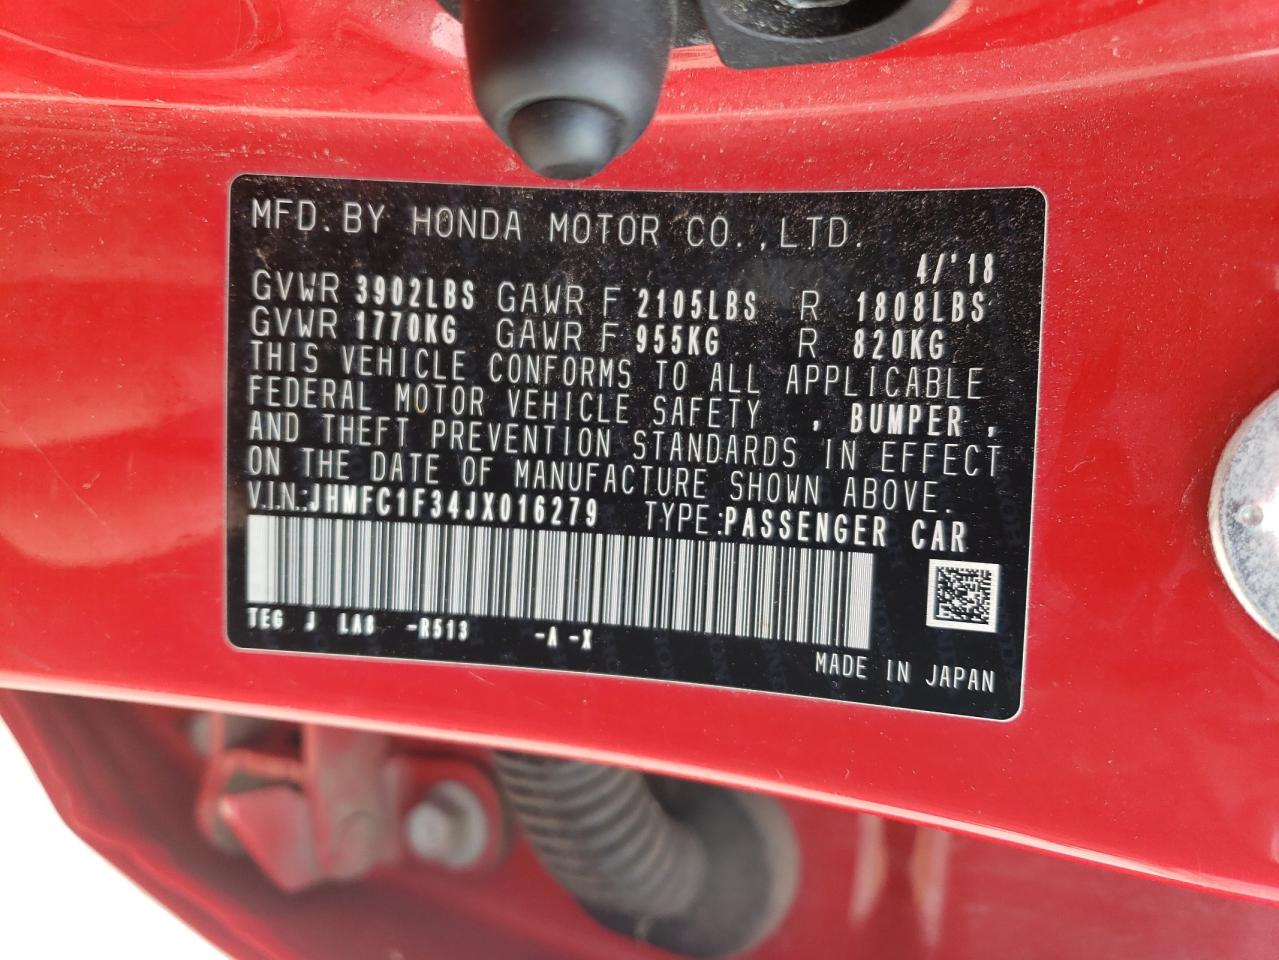 MFD. BY HONDA MOTOR CO., LTD.
4/'18
GVWR 3902LBS GAWR F 2105LBS R 1808LBS
GVWR 1770KG GAWR F 955KG R 820KG
THIS VEHICLE CONFORMS TO ALL APPLICABLE
FEDERAL MOTOR VEHICLE SAFETY , BUMPER ,
AND THEFT PREVENTION STANDARDS IN EFFECT
ON THE DATE OF MANUFACTURE SHOWN ABOVE.
V.I.N.:JHMFC1F34JX016279 TYPE:PASSENGER CAR
TEG J LA8 -R513 -A -X
MADE IN JAPAN